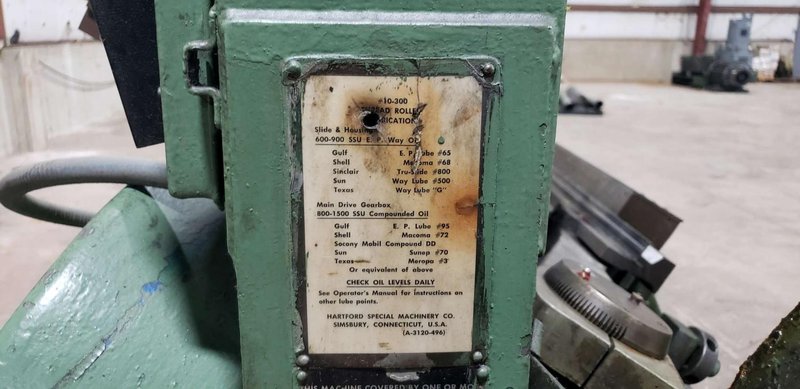 #10-300
THREAD ROLLER
LUBRICATION
Slide & Housing
600-900 SSU E. P. Way Oil
Gulf E. P. Lube #65
Shell Macoma #68
Sinclair Tru-Slide #800
Sun Way Lube #500
Texas Way Lube "G"
Main Drive Gearbox
800-1500 SSU Compounded Oil
Gulf E. P. Lube #95
Shell Macoma #72
Socony Mobil Compound DD
Sun Sunep #70
Texas Meropa #3
Or equivalent of above
CHECK OIL LEVELS DAILY
See Operator's Manual for instructions on
other lube points.
HARTFORD SPECIAL MACHINERY CO.
SIMSBURY, CONNECTICUT, U.S.A.
(A-3120-496)
THIS MACHINE COVERED BY ONE OR MO